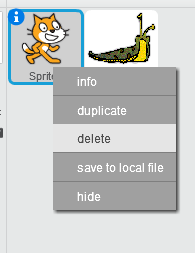 Sprite
info
duplicate
delete
save to local file
hide